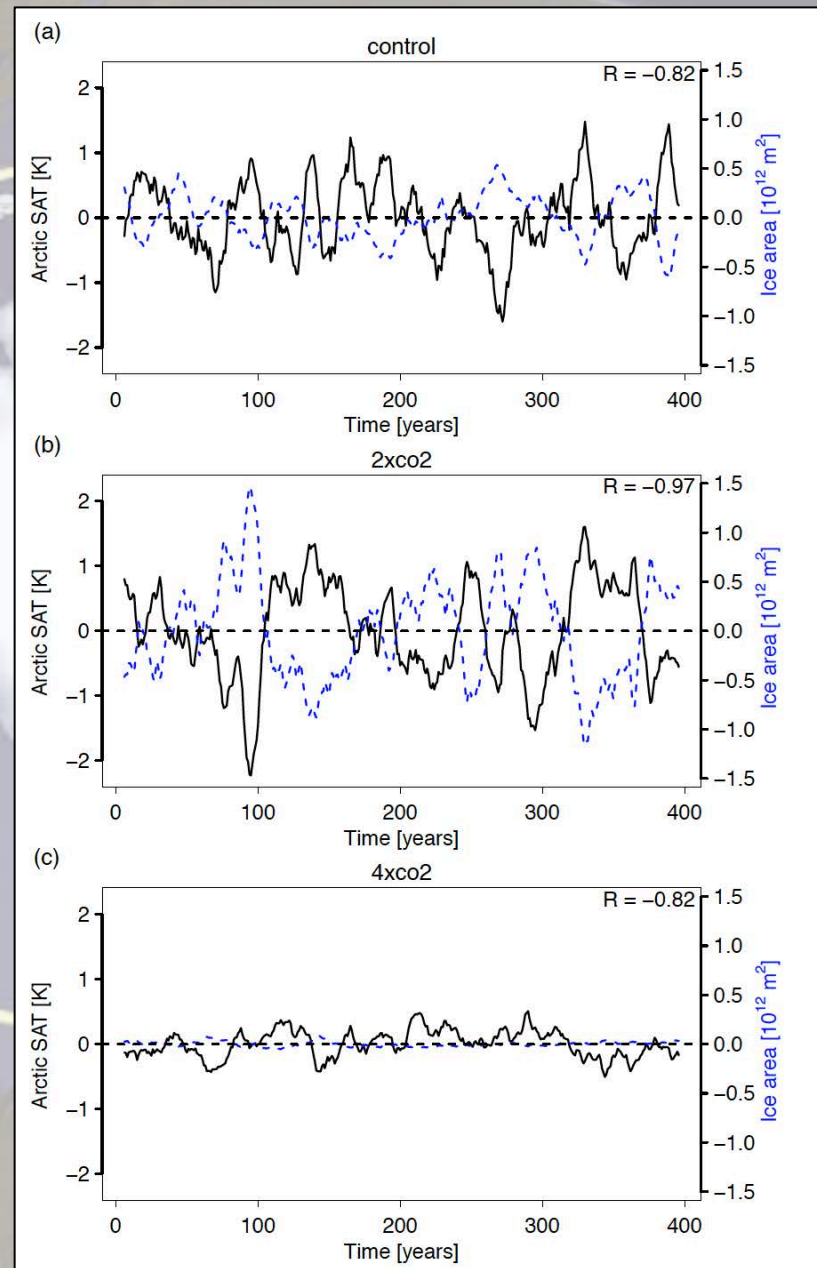 (a)
control
R = −0.82
2
1
0
−1
−2
Arctic SAT [K]
1.5
1.0
0.5
0.0
−0.5
−1.0
−1.5
Ice area [10¹² m²]
0 100 200 300 400
Time [years]
(b)
2xco2
R = −0.97
2
1
0
−1
−2
Arctic SAT [K]
1.5
1.0
0.5
0.0
−0.5
−1.0
−1.5
Ice area [10¹² m²]
0 100 200 300 400
Time [years]
(c)
4xco2
R = −0.82
2
1
0
−1
−2
Arctic SAT [K]
1.5
1.0
0.5
0.0
−0.5
−1.0
−1.5
Ice area [10¹² m²]
0 100 200 300 400
Time [years]